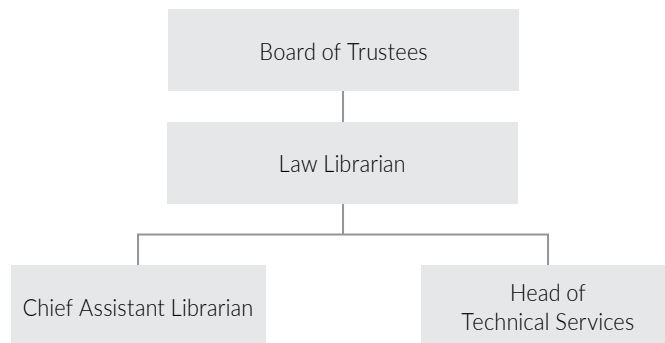 Board of Trustees
Law Librarian
Chief Assistant Librarian
Head of
Technical Services